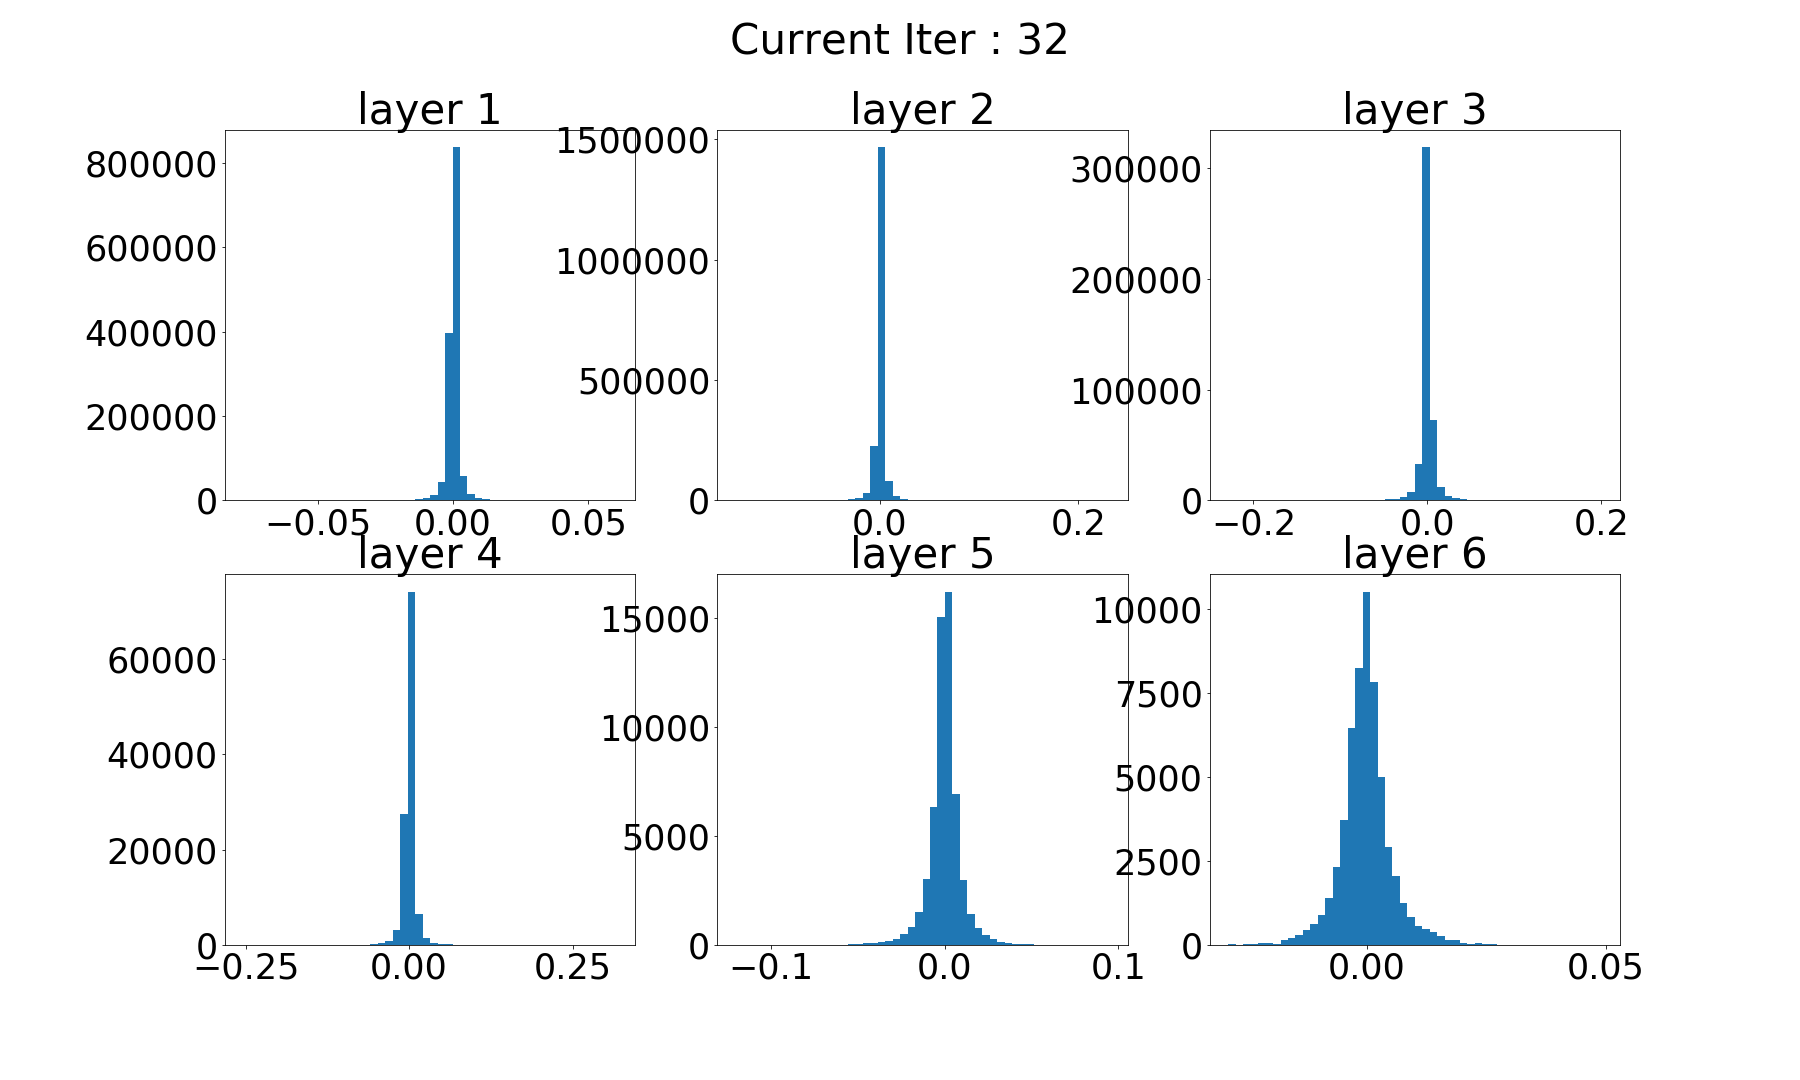 Current Iter : 32
layer 1
800000
600000
400000
200000
0
−0.05 0.00 0.05
layer 2
1500000
1000000
500000
0
0.0 0.2
layer 3
300000
200000
100000
0
−0.2 0.0 0.2
layer 4
60000
40000
20000
0
−0.25 0.00 0.25
layer 5
15000
10000
5000
0
−0.1 0.0 0.1
layer 6
10000
7500
5000
2500
0
0.00 0.05